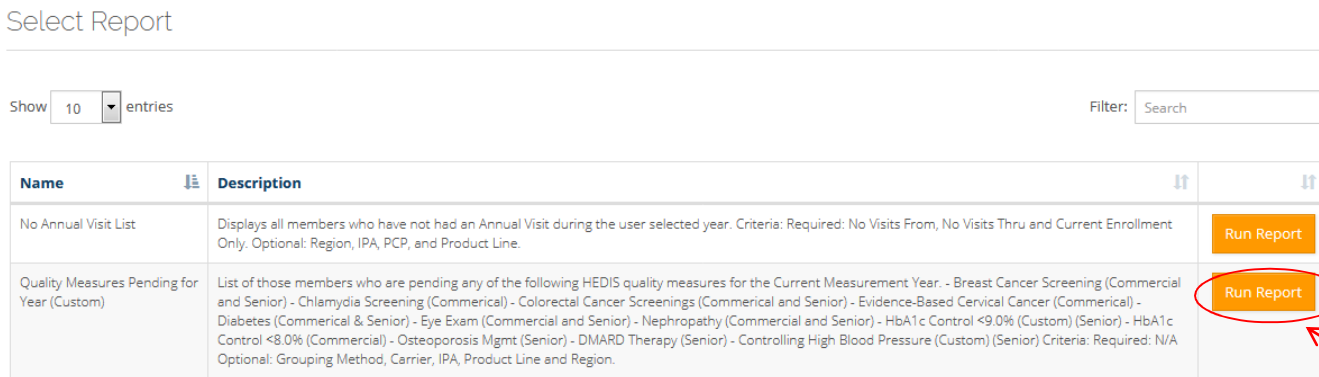 Select Report
Show 10 entries
Filter: Search
Name Description
No Annual Visit List
Displays all members who have not had an Annual Visit during the user selected year. Criteria: Required: No Visits From, No Visits Thru and Current Enrollment
Only. Optional: Region, IPA, PCP, and Product Line.
Run Report
Quality Measures Pending for
Year (Custom)
List of those members who are pending any of the following HEDIS quality measures for the Current Measurement Year. - Breast Cancer Screening (Commercial
and Senior) - Chlamydia Screening (Commerical) - Colorectal Cancer Screenings (Commerical and Senior) - Evidence-Based Cervical Cancer (Commerical) -
Diabetes (Commerical & Senior) - Eye Exam (Commercial and Senior) - Nephropathy (Commercial and Senior) - HbA1c Control <9.0% (Custom) (Senior) - HbA1c
Control <8.0% (Commercial) - Osteoporosis Mgmt (Senior) - DMARD Therapy (Senior) - Controlling High Blood Pressure (Custom) (Senior) Criteria: Required: N/A
Optional: Grouping Method, Carrier, IPA, Product Line and Region.
Run Report